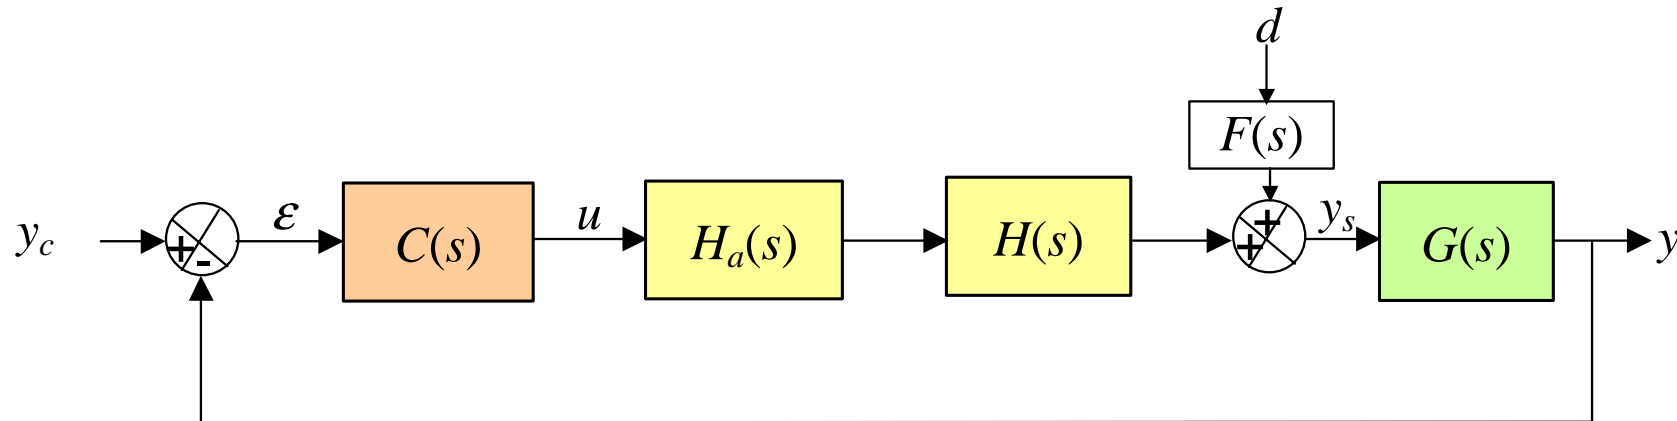 d
F(s)
y_c + - ε C(s) u H_a(s) H(s) + + y_s G(s) y